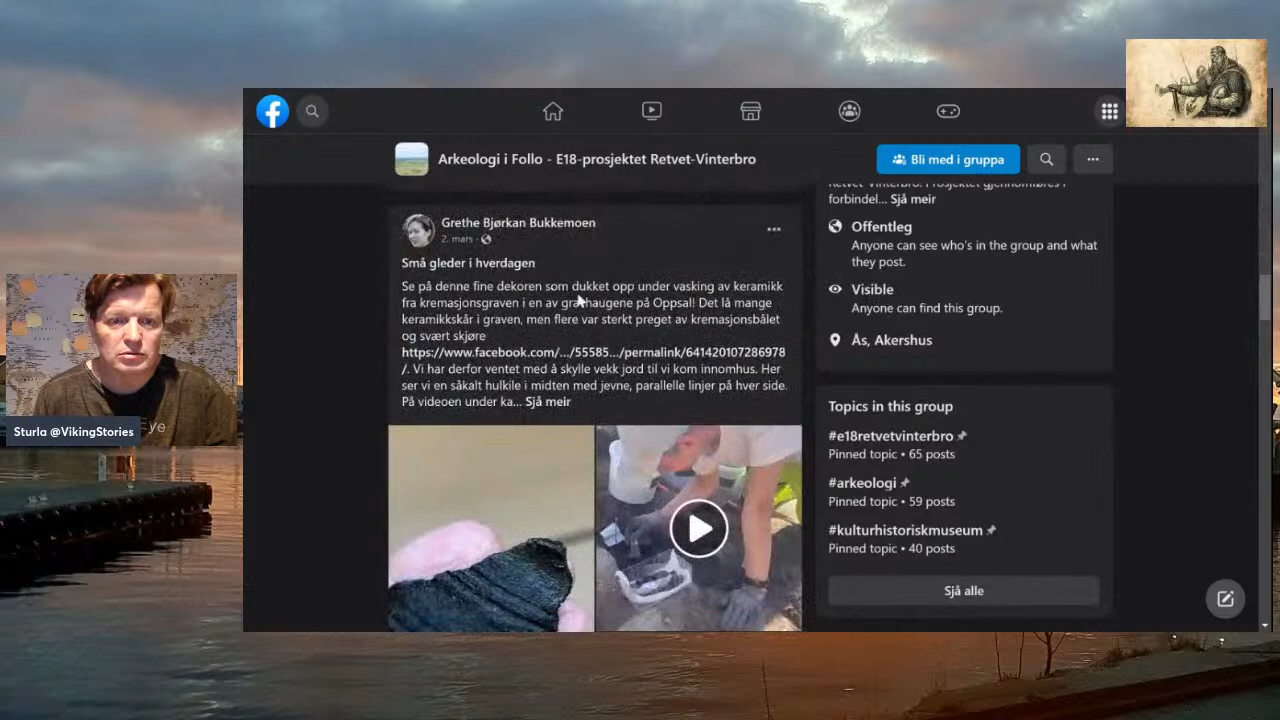 Arkeologi i Follo - E18-prosjektet Retvet-Vinterbro
Bli med i gruppa
Grethe Bjørkan Bukkemoen
2. mars
Små gleder i hverdagen
Se på denne fine dekoren som dukket opp under vasking av keramikk
fra kremasjonsgraven i en av gravhaugene på Oppsal! Det lå mange
keramikkskår i graven, men flere var sterkt preget av kremasjonsbålet
og svært skjøre
https://www.facebook.com/.../55585.../permalink/641420107286978
/. Vi har derfor ventet med å skylle vekk jord til vi kom innomhus. Her
ser vi en såkalt hulkile i midten med jevne, parallelle linjer på hver side.
På videoen under ka... Sjå meir
Retvet-Vinterbro. Prosjektet gjennomføres i
forbindel... Sjå meir
Offentleg
Anyone can see who's in the group and what
they post.
Visible
Anyone can find this group.
Ås, Akershus
Topics in this group
#e18retvetvinterbro
Pinned topic • 65 posts
#arkeologi
Pinned topic • 59 posts
#kulturhistoriskmuseum
Pinned topic • 40 posts
Sjå alle
Sturla @VikingStories